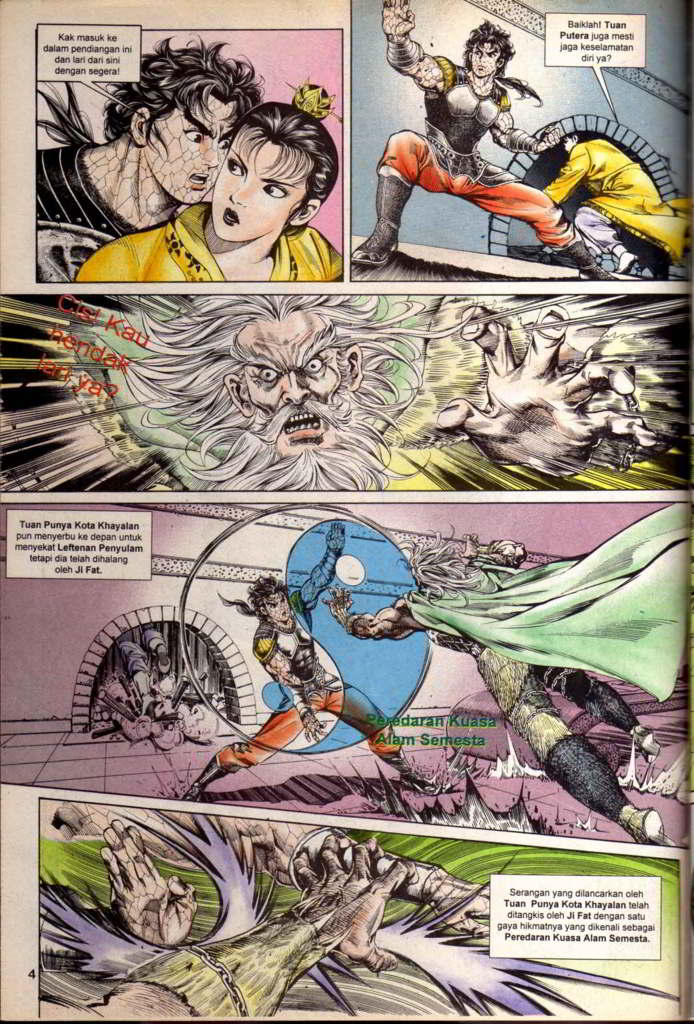 Kak masuk ke
dalam pendiangan ini
dan lari dari sini
dengan segera!
Baiklah! Tuan
Putera juga mesti
jaga keselamatan
diri ya?
Cis! Kau
hendak
lari ya?
Tuan Punya Kota Khayalan
pun menyerbu ke depan untuk
menyekat Leftenan Penyulam
tetapi dia telah dihalang
oleh Ji Fat.
Peredaran Kuasa
Alam Semesta
Serangan yang dilancarkan oleh
Tuan Punya Kota Khayalan telah
ditangkis oleh Ji Fat dengan satu
gaya hikmatnya yang dikenali sebagai
Peredaran Kuasa Alam Semesta.
4